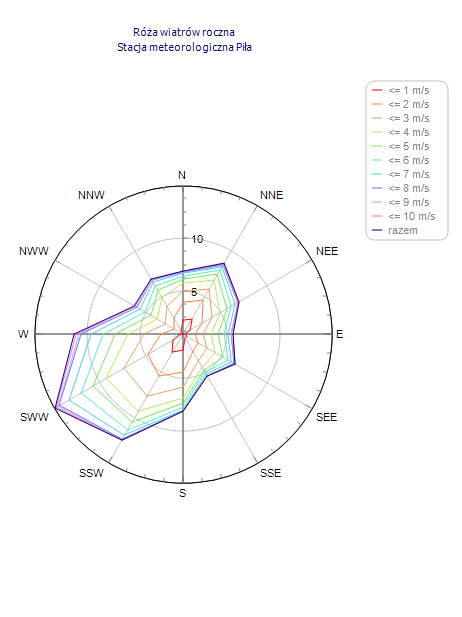 Róża wiatrów roczna
Stacja meteorologiczna Piła
<= 1 m/s
<= 2 m/s
<= 3 m/s
<= 4 m/s
<= 5 m/s
<= 6 m/s
<= 7 m/s
<= 8 m/s
<= 9 m/s
<= 10 m/s
razem
N
NNW
NNE
10
NWW
NEE
5
W
E
SWW
SEE
SSW
SSE
S